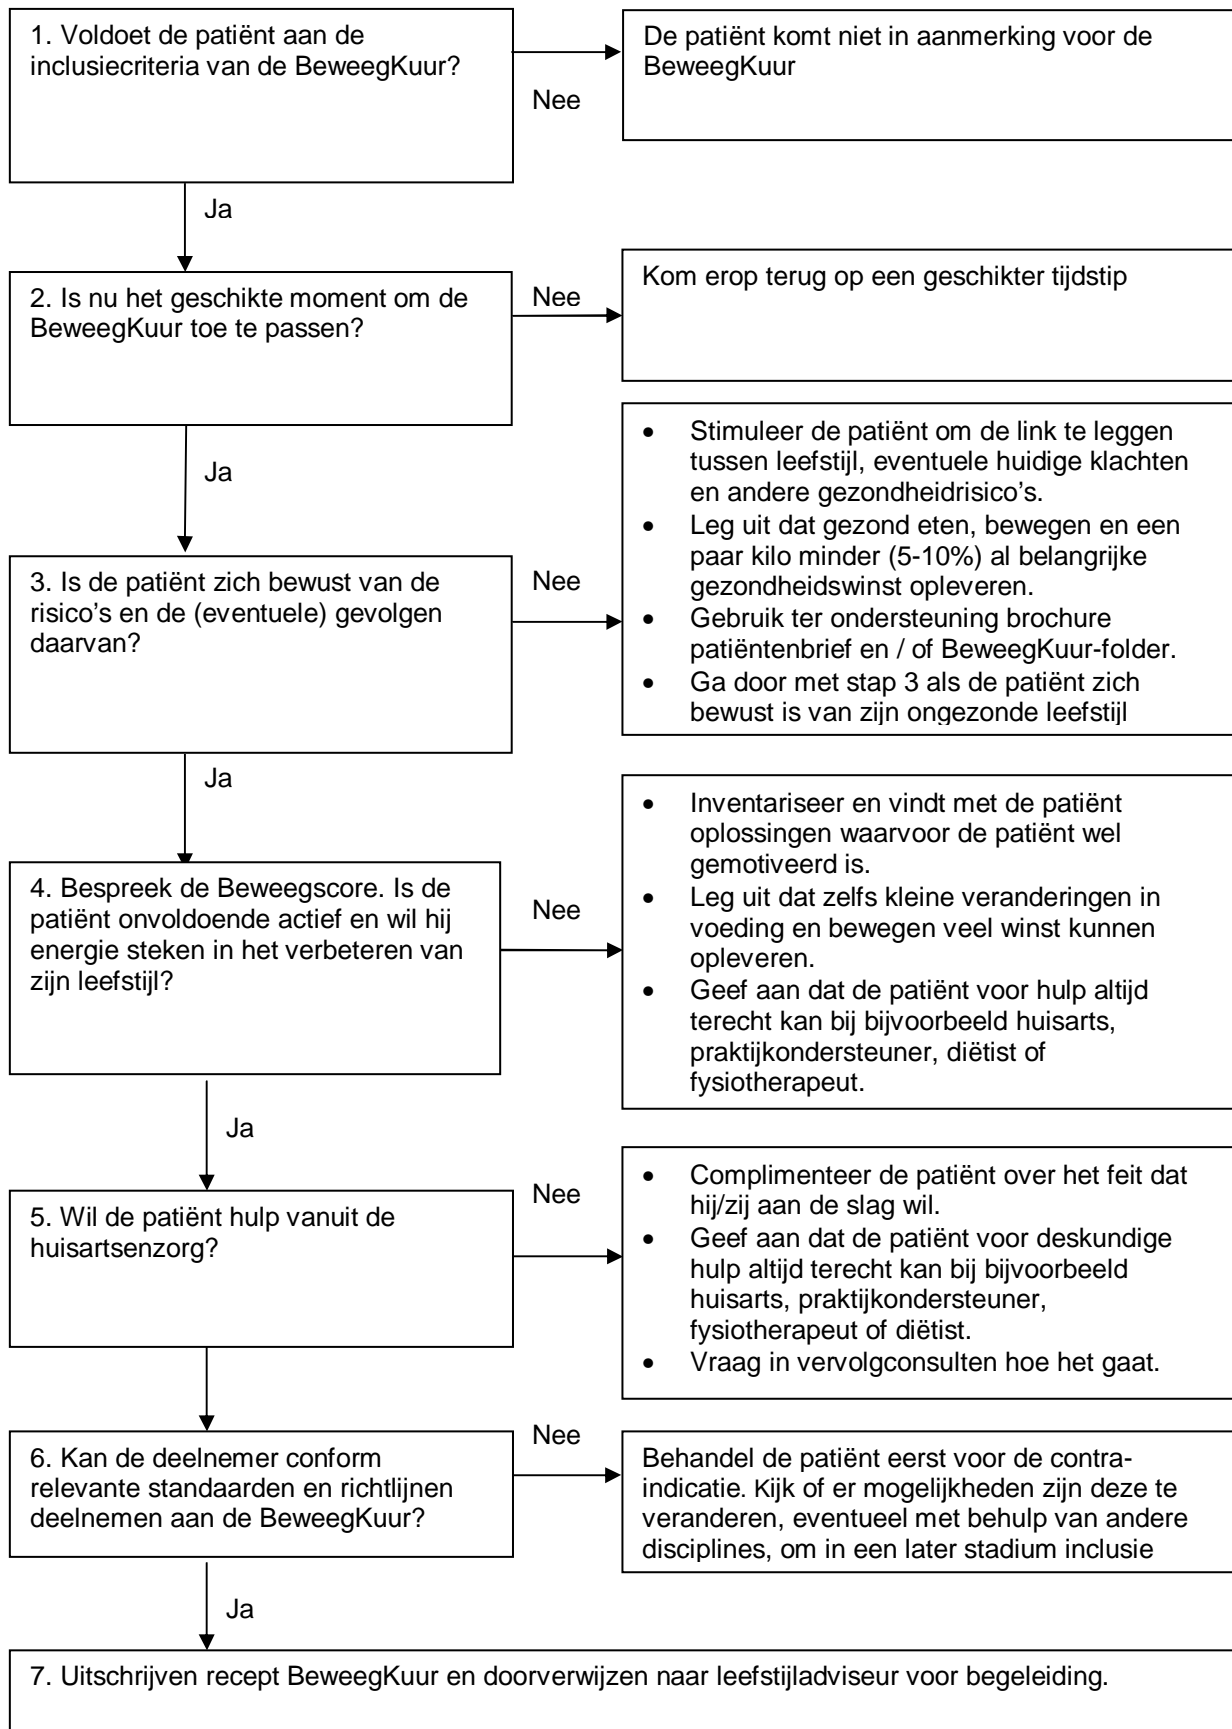 1. Voldoet de patiënt aan de
inclusiecriteria van de BeweegKuur?
De patiënt komt niet in aanmerking voor de
BeweegKuur
Nee
Ja
2. Is nu het geschikte moment om de
BeweegKuur toe te passen?
Nee
Kom erop terug op een geschikter tijdstip
Ja
3. Is de patiënt zich bewust van de
risico's en de (eventuele) gevolgen
daarvan?
Nee
• Stimuleer de patiënt om de link te leggen
tussen leefstijl, eventuele huidige klachten
en andere gezondheidrisico's.
• Leg uit dat gezond eten, bewegen en een
paar kilo minder (5-10%) al belangrijke
gezondheidswinst opleveren.
• Gebruik ter ondersteuning brochure
patiëntenbrief en / of BeweegKuur-folder.
• Ga door met stap 3 als de patiënt zich
bewust is van zijn ongezonde leefstijl
Ja
4. Bespreek de Beweegscore. Is de
patiënt onvoldoende actief en wil hij
energie steken in het verbeteren van
zijn leefstijl?
Nee
• Inventariseer en vindt met de patiënt
oplossingen waarvoor de patiënt wel
gemotiveerd is.
• Leg uit dat zelfs kleine veranderingen in
voeding en bewegen veel winst kunnen
opleveren.
• Geef aan dat de patiënt voor hulp altijd
terecht kan bij bijvoorbeeld huisarts,
praktijkondersteuner, diëtist of
fysiotherapeut.
Ja
5. Wil de patiënt hulp vanuit de
huisartsenzorg?
Nee
• Complimenteer de patiënt over het feit dat
hij/zij aan de slag wil.
• Geef aan dat de patiënt voor deskundige
hulp altijd terecht kan bij bijvoorbeeld
huisarts, praktijkondersteuner,
fysiotherapeut of diëtist.
• Vraag in vervolgconsulten hoe het gaat.
6. Kan de deelnemer conform
relevante standaarden en richtlijnen
deelnemen aan de BeweegKuur?
Nee
Behandel de patiënt eerst voor de contra-
indicatie. Kijk of er mogelijkheden zijn deze te
veranderen, eventueel met behulp van andere
disciplines, om in een later stadium inclusie
Ja
7. Uitschrijven recept BeweegKuur en doorverwijzen naar leefstijladviseur voor begeleiding.